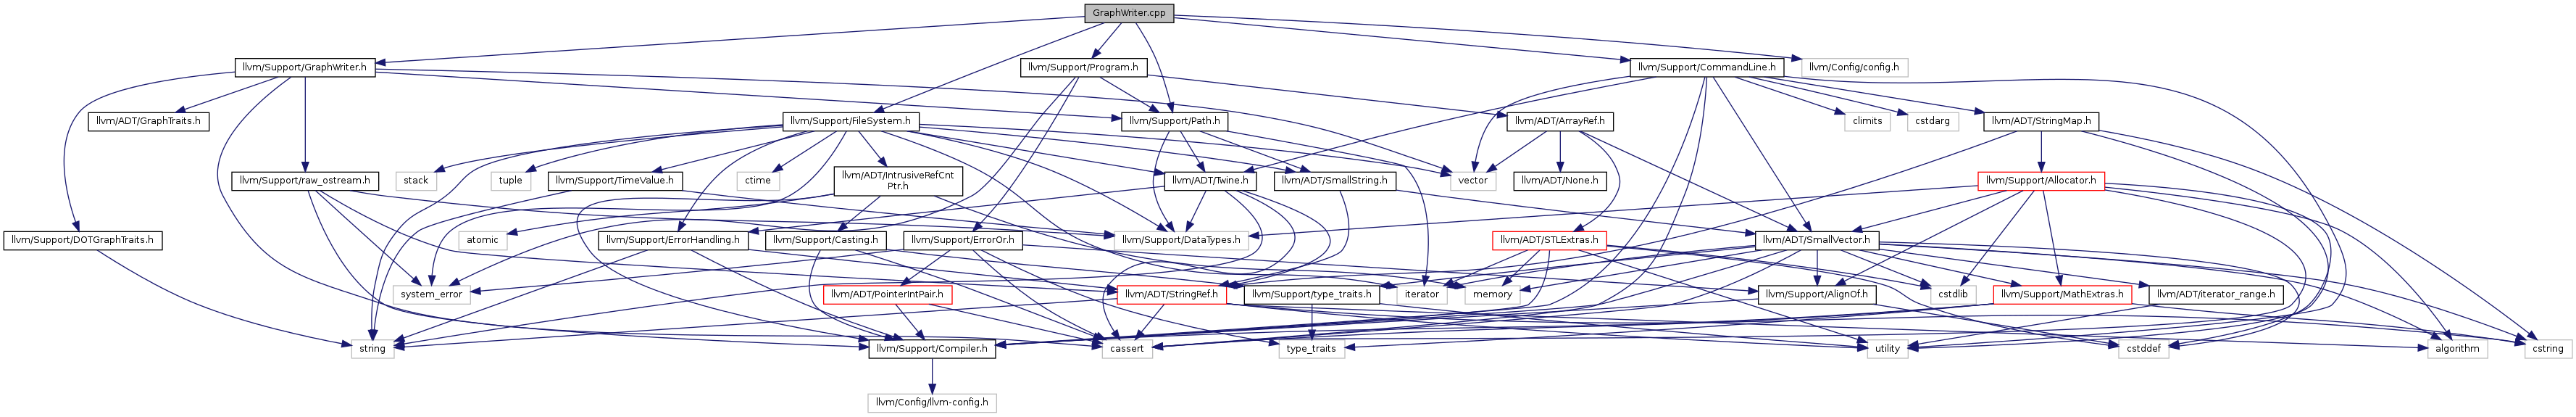 GraphWriter.cpp
llvm/Support/GraphWriter.h
llvm/Support/Program.h
llvm/Support/CommandLine.h
llvm/Config/config.h
llvm/ADT/GraphTraits.h
llvm/Support/FileSystem.h
llvm/Support/Path.h
llvm/ADT/ArrayRef.h
climits
cstdarg
llvm/ADT/StringMap.h
llvm/Support/raw_ostream.h
stack
tuple
llvm/Support/TimeValue.h
ctime
llvm/ADT/IntrusiveRefCnt
Ptr.h
llvm/ADT/Twine.h
llvm/ADT/SmallString.h
vector
llvm/ADT/None.h
llvm/Support/Allocator.h
llvm/Support/DOTGraphTraits.h
atomic
llvm/Support/ErrorHandling.h
llvm/Support/Casting.h
llvm/Support/ErrorOr.h
llvm/Support/DataTypes.h
llvm/ADT/STLExtras.h
llvm/ADT/SmallVector.h
system_error
llvm/ADT/PointerIntPair.h
llvm/ADT/StringRef.h
llvm/Support/type_traits.h
iterator
memory
llvm/Support/AlignOf.h
cstdlib
llvm/Support/MathExtras.h
llvm/ADT/iterator_range.h
string
llvm/Support/Compiler.h
cassert
type_traits
utility
cstddef
algorithm
cstring
llvm/Config/llvm-config.h